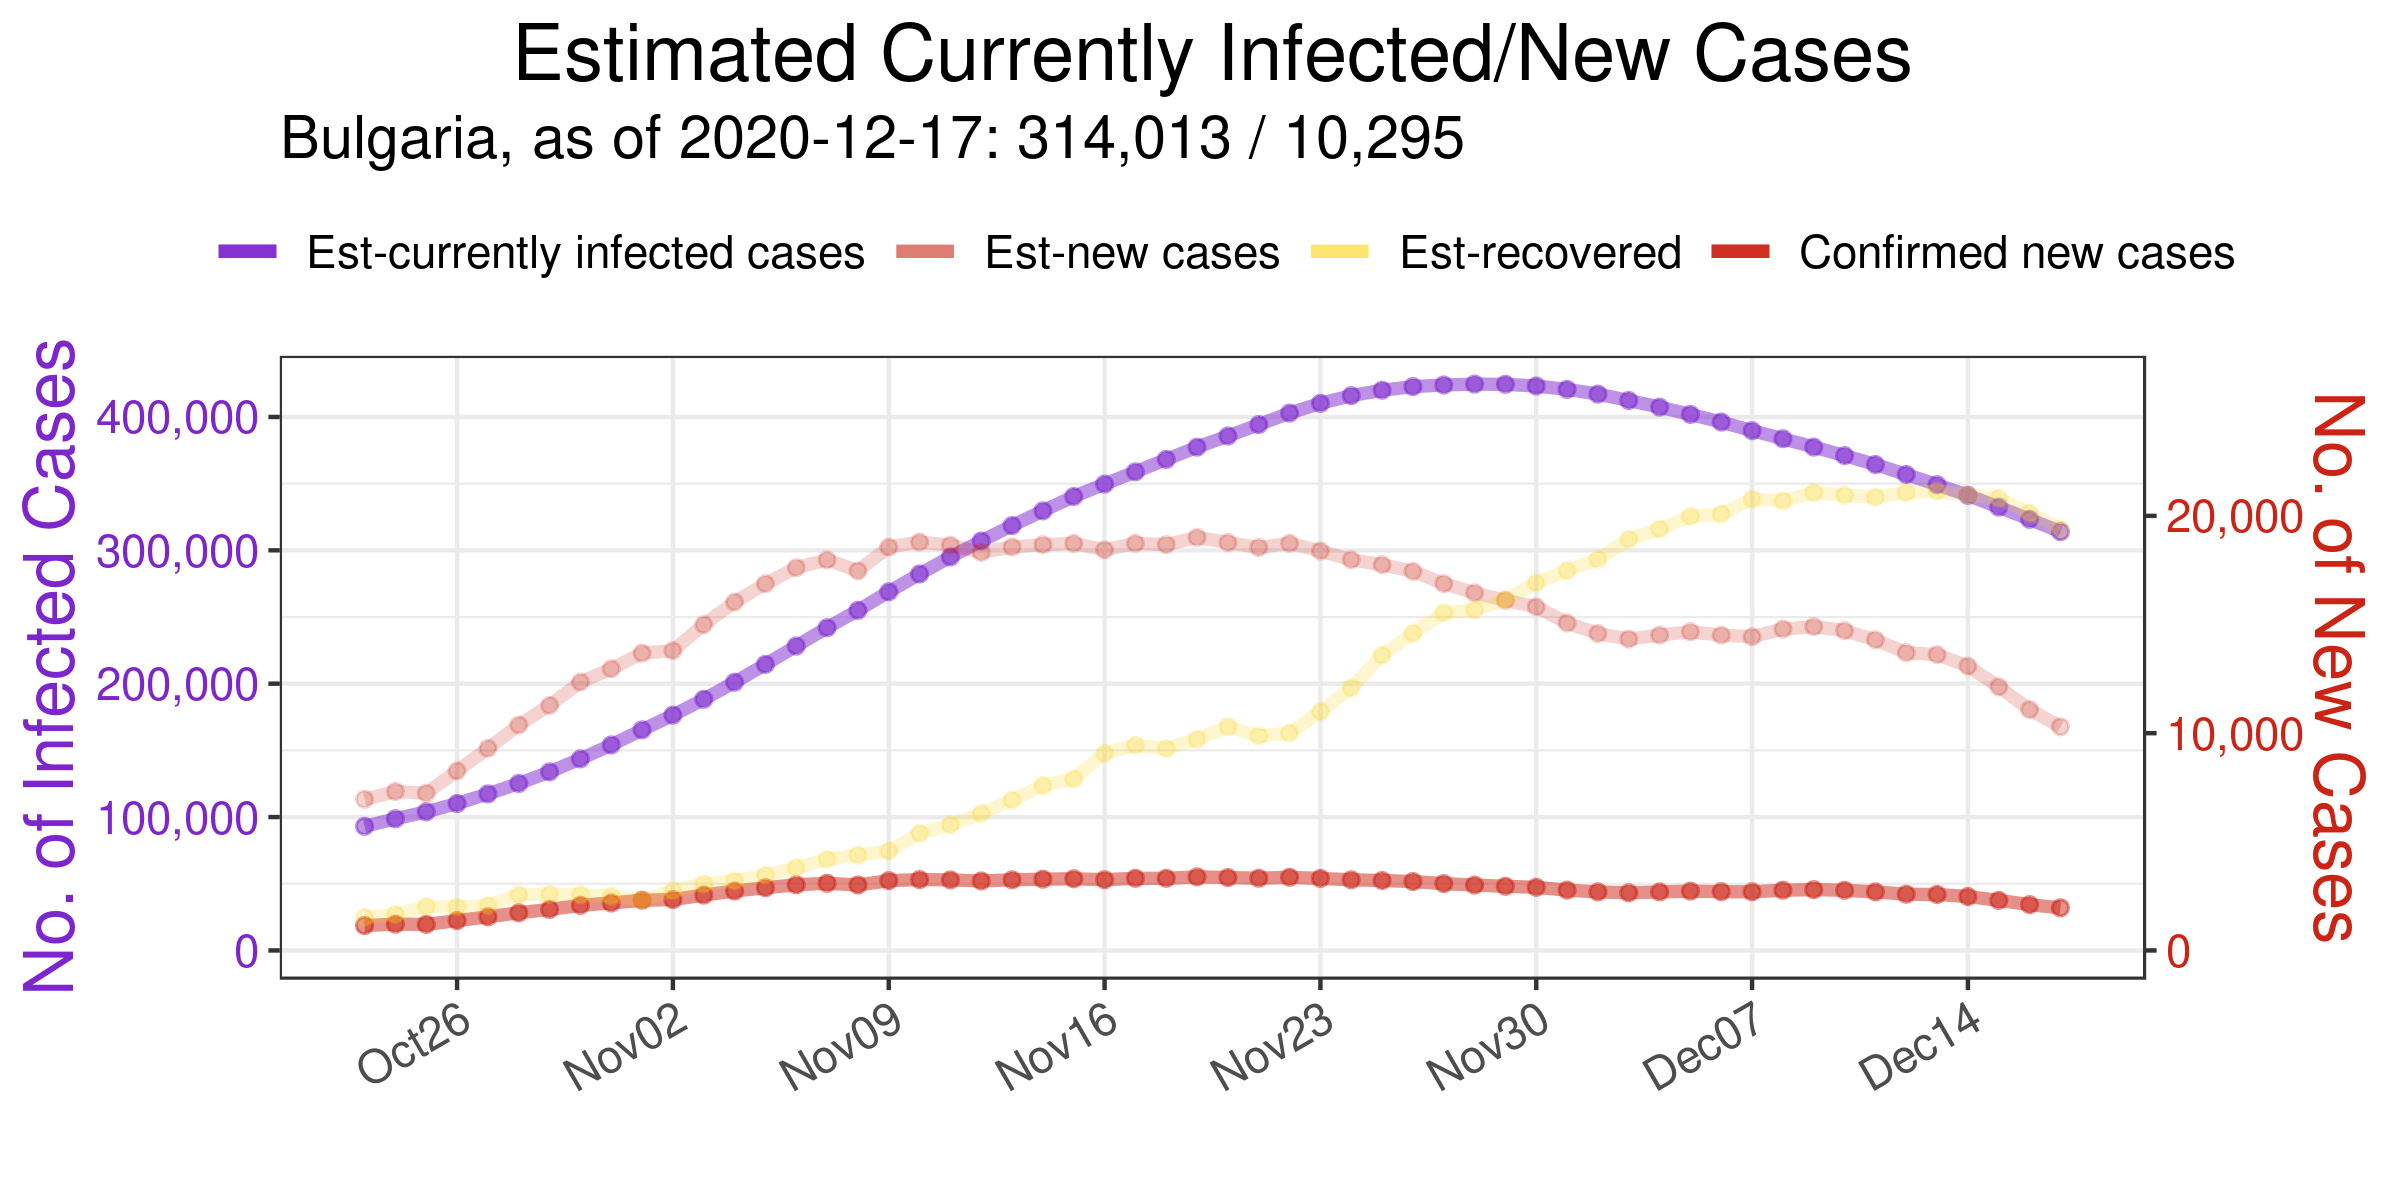 Estimated Currently Infected/New Cases
Bulgaria, as of 2020-12-17: 314,013 / 10,295
Est-currently infected cases Est-new cases Est-recovered Confirmed new cases
No. of Infected Cases
400,000
300,000
200,000
100,000
0
20,000
10,000
0
No. of New Cases
Oct26 Nov02 Nov09 Nov16 Nov23 Nov30 Dec07 Dec14